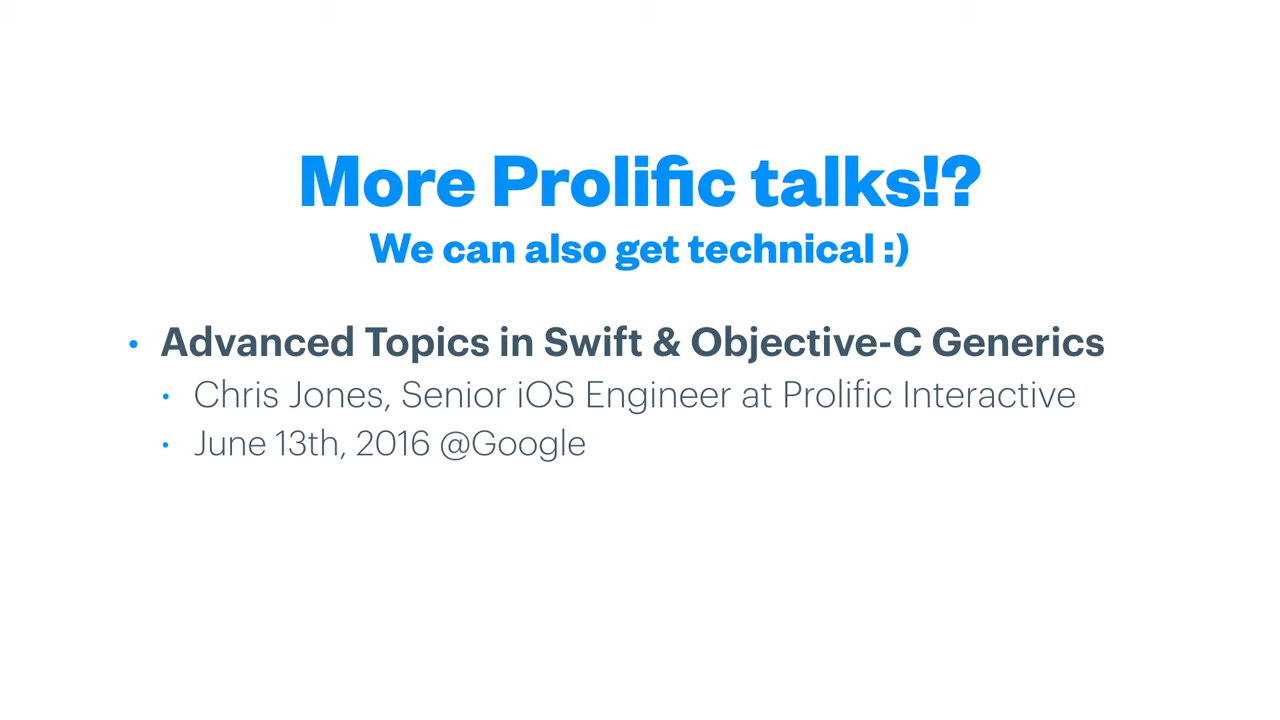 More Prolific talks!?
We can also get technical :)
• Advanced Topics in Swift & Objective-C Generics
• Chris Jones, Senior iOS Engineer at Prolific Interactive
• June 13th, 2016 @Google